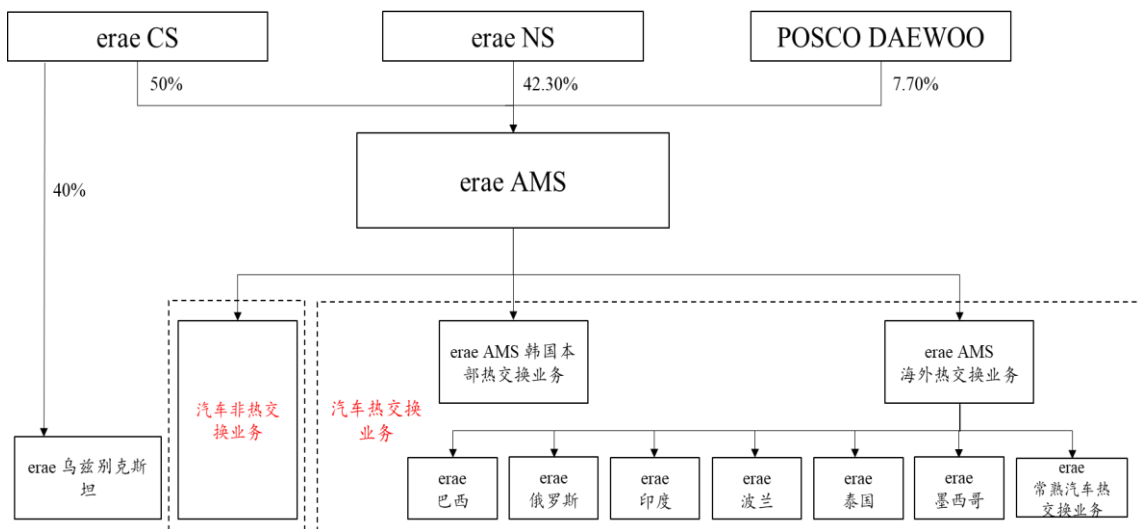 erae CS
erae NS
POSCO DAEWOO
50%
42.30%
7.70%
erae AMS
40%
erae AMS 韩国本
部热交换业务
erae AMS
海外热交换业务
汽车非热交
换业务
汽车热交换
业务
erae 乌兹别克斯
坦
erae
巴西
erae
俄罗斯
erae
印度
erae
波兰
erae
泰国
erae
墨西哥
erae
常熟汽车热
交换业务